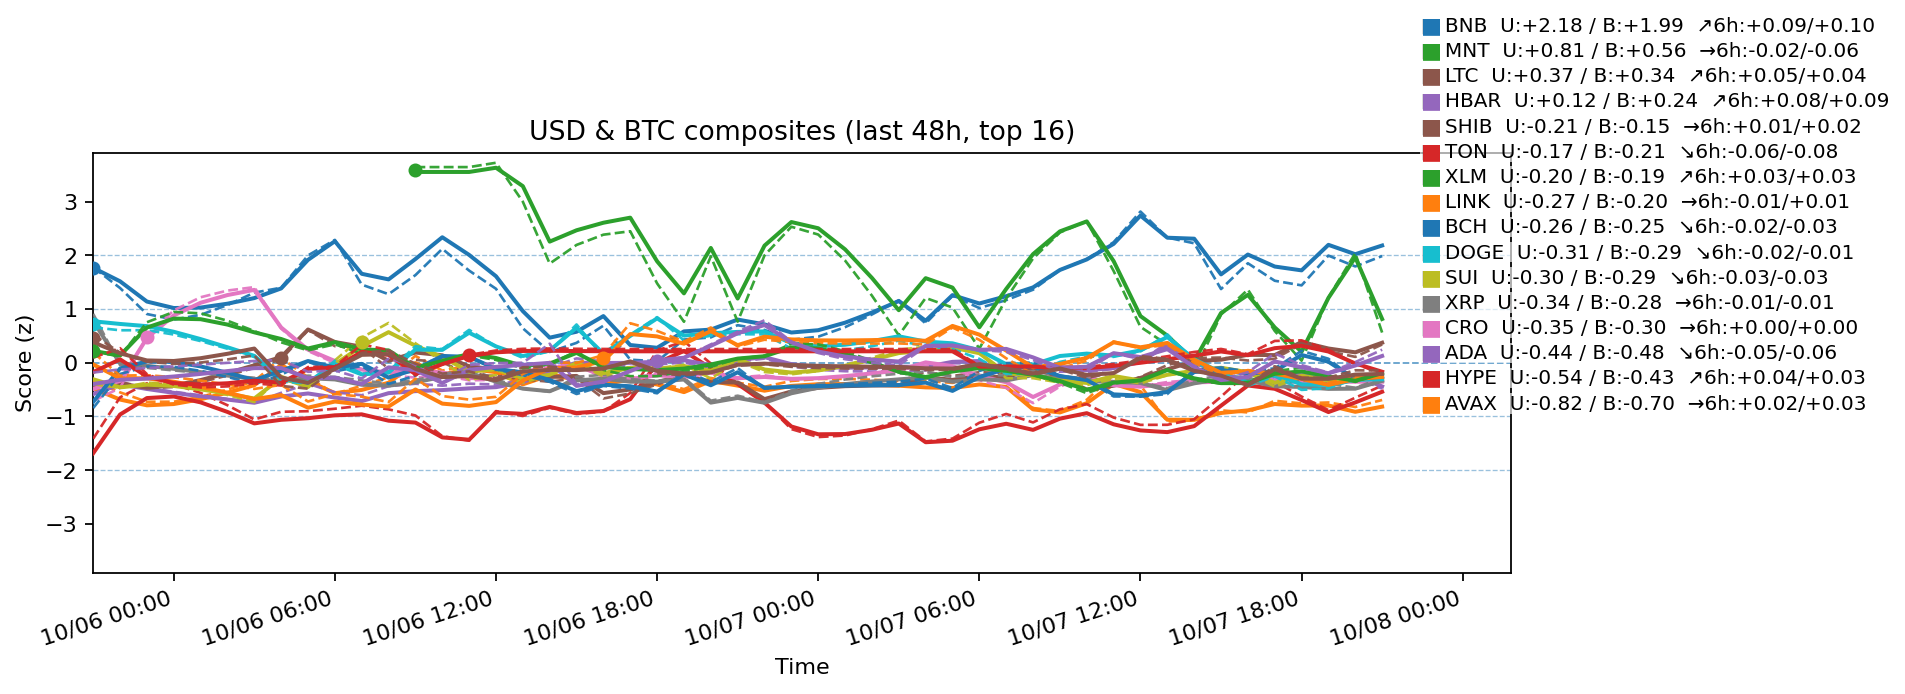 BNB  U:+2.18 / B:+1.99  ↗6h:+0.09/+0.10
MNT  U:+0.81 / B:+0.56  →6h:-0.02/-0.06
LTC  U:+0.37 / B:+0.34  ↗6h:+0.05/+0.04
HBAR  U:+0.12 / B:+0.24  ↗6h:+0.08/+0.09
SHIB  U:-0.21 / B:-0.15  →6h:+0.01/+0.02
TON  U:-0.17 / B:-0.21  ↘6h:-0.06/-0.08
XLM  U:-0.20 / B:-0.19  ↗6h:+0.03/+0.03
LINK  U:-0.27 / B:-0.20  →6h:-0.01/+0.01
BCH  U:-0.26 / B:-0.25  ↘6h:-0.02/-0.03
DOGE  U:-0.31 / B:-0.29  ↘6h:-0.02/-0.01
SUI  U:-0.30 / B:-0.29  ↘6h:-0.03/-0.03
XRP  U:-0.34 / B:-0.28  →6h:-0.01/-0.01
CRO  U:-0.35 / B:-0.30  →6h:+0.00/+0.00
ADA  U:-0.44 / B:-0.48  ↘6h:-0.05/-0.06
HYPE  U:-0.54 / B:-0.43  ↗6h:+0.04/+0.03
AVAX  U:-0.82 / B:-0.70  →6h:+0.02/+0.03
USD & BTC composites (last 48h, top 16)
Score (z)
3
2
1
0
−1
−2
−3
10/06 00:00
10/06 06:00
10/06 12:00
10/06 18:00
10/07 00:00
10/07 06:00
10/07 12:00
10/07 18:00
10/08 00:00
Time